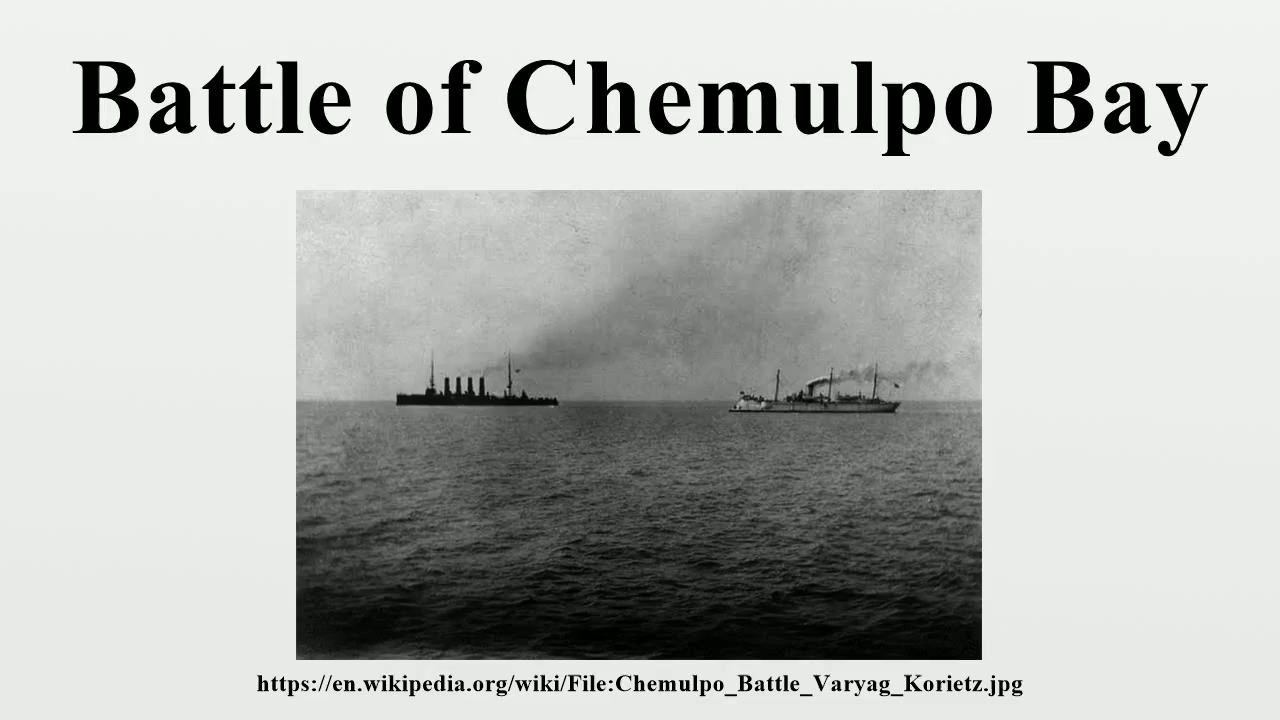 Battle of Chemulpo Bay
https://en.wikipedia.org/wiki/File:Chemulpo_Battle_Varyag_Korietz.jpg